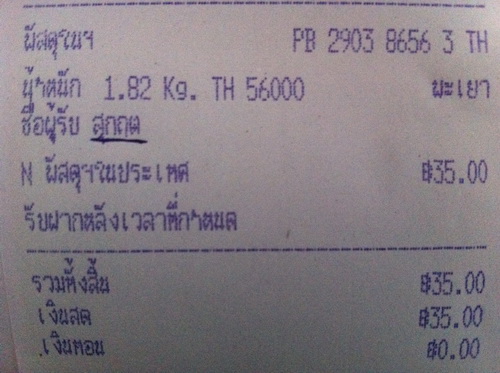 พัสดุฯในฯ PB 2903 8656 3 TH
น้ำหนัก 1.82 Kg. TH 56000 พะเยา
ชื่อผู้รับ สุกฤต
N พัสดุฯในประเทศ ฿35.00
รับฝากหลังเวลาที่กำหนด
รวมทั้งสิ้น ฿35.00
เงินสด ฿35.00
เงินทอน ฿0.00